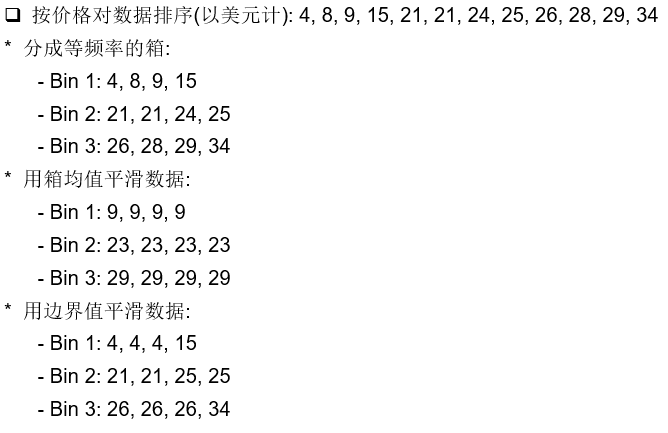 ❑ 按价格对数据排序(以美元计): 4, 8, 9, 15, 21, 21, 24, 25, 26, 28, 29, 34
* 分成等频率的箱:
- Bin 1: 4, 8, 9, 15
- Bin 2: 21, 21, 24, 25
- Bin 3: 26, 28, 29, 34
* 用箱均值平滑数据:
- Bin 1: 9, 9, 9, 9
- Bin 2: 23, 23, 23, 23
- Bin 3: 29, 29, 29, 29
* 用边界值平滑数据:
- Bin 1: 4, 4, 4, 15
- Bin 2: 21, 21, 25, 25
- Bin 3: 26, 26, 26, 34